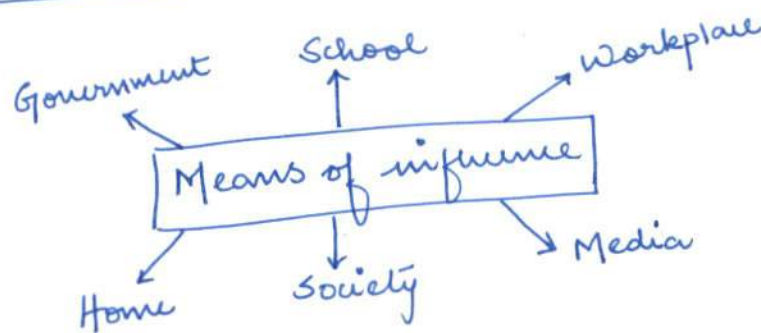 School
Workplace
Government
Means of influence
Home
Society
Media